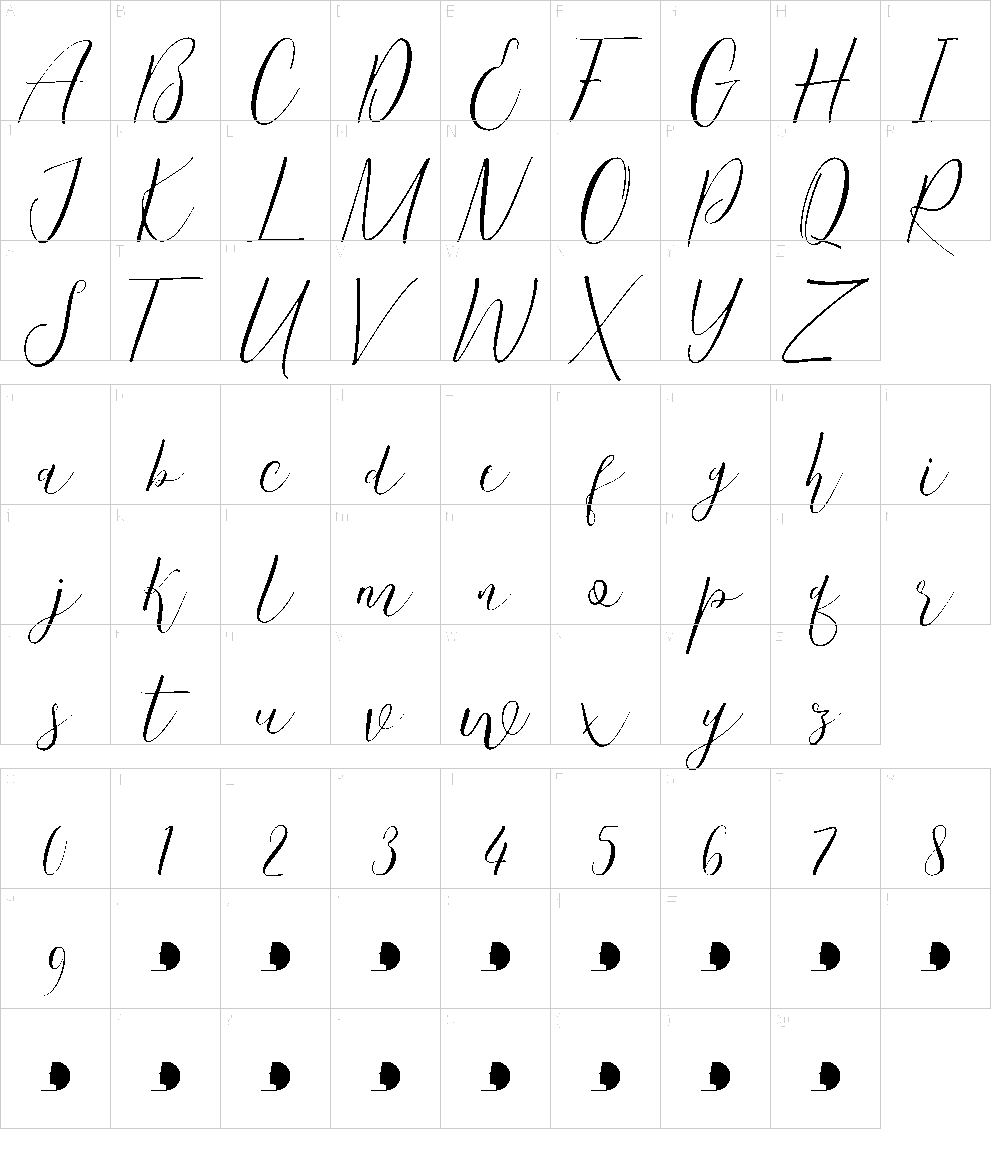 A B C D E F G H I
J K L M N O P Q R
S T U V W X Y Z
a b c d e f g h i
j k l m n o p q r
s t u v w x y z
0 1 2 3 4 5 6 7 8
9